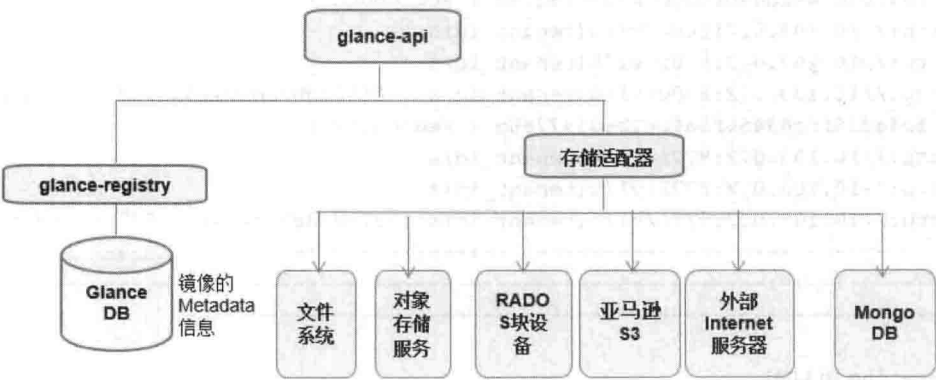 glance-api
存储适配器
glance-registry
Glance
DB
镜像的
Metadata
信息
文件
系统
对象
存储
服务
RADO
S块设
备
亚马逊
S3
外部
Internet
服务器
Mongo
DB